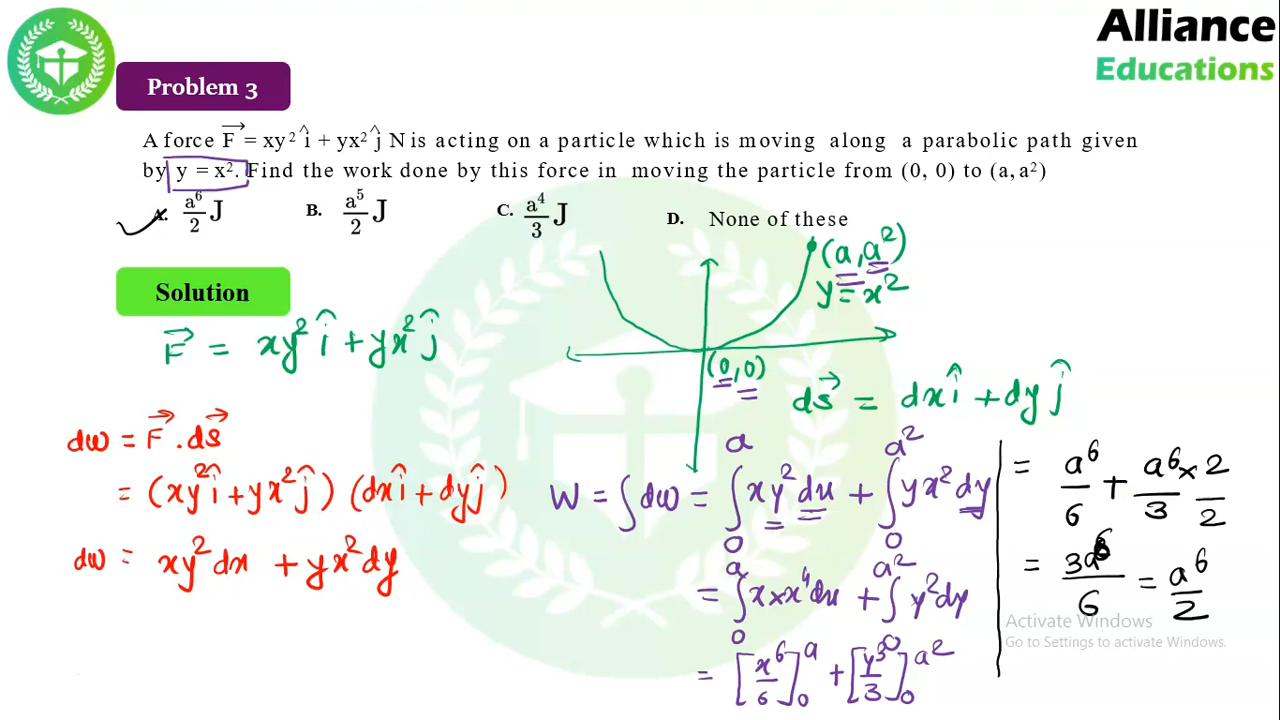 Alliance
Educations
Problem 3
A force F⃗ = xy² î + yx² ĵ N is acting on a particle which is moving along a parabolic path given
by y = x². Find the work done by this force in moving the particle from (0, 0) to (a, a²)
A. a⁶/2 J B. a⁵/2 J C. a⁴/3 J D. None of these
Solution
(a, a²)
y = x²
(0, 0)
F⃗ = xy² î + yx² ĵ
ds⃗ = dx î + dy ĵ
dw = F⃗ . ds⃗
= (xy² î + yx² ĵ) (dx î + dy ĵ)
dw = xy² dx + yx² dy
W = ∫dw = ∫₀ᵃ xy² dx + ∫₀^a² yx² dy
= ∫₀ᵃ x × x⁴ dx + ∫₀^a² y² dy
= [x⁶/6]₀ᵃ + [y³/3]₀^a²
= a⁶/6 + a⁶/3 × 2/2
= 3a⁶/6 = a⁶/2
Activate Windows
Go to Settings to activate Windows.